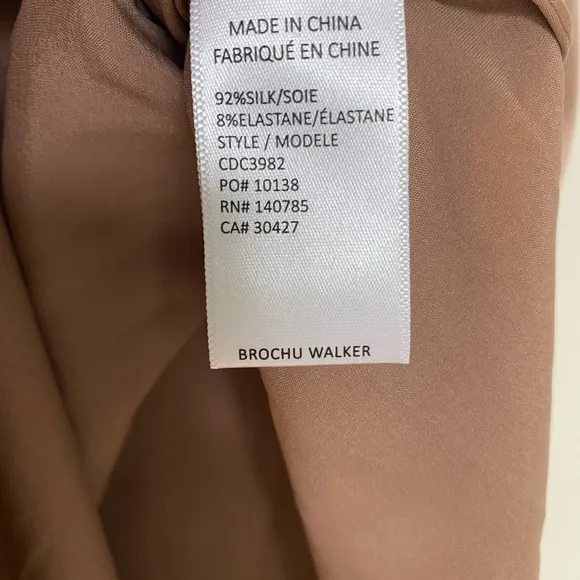 MADE IN CHINA
FABRIQUÉ EN CHINE
92%SILK/SOIE
8%ELASTANE/ÉLASTANE
STYLE / MODELE
CDC3982
PO# 10138
RN# 140785
CA# 30427
BROCHU WALKER